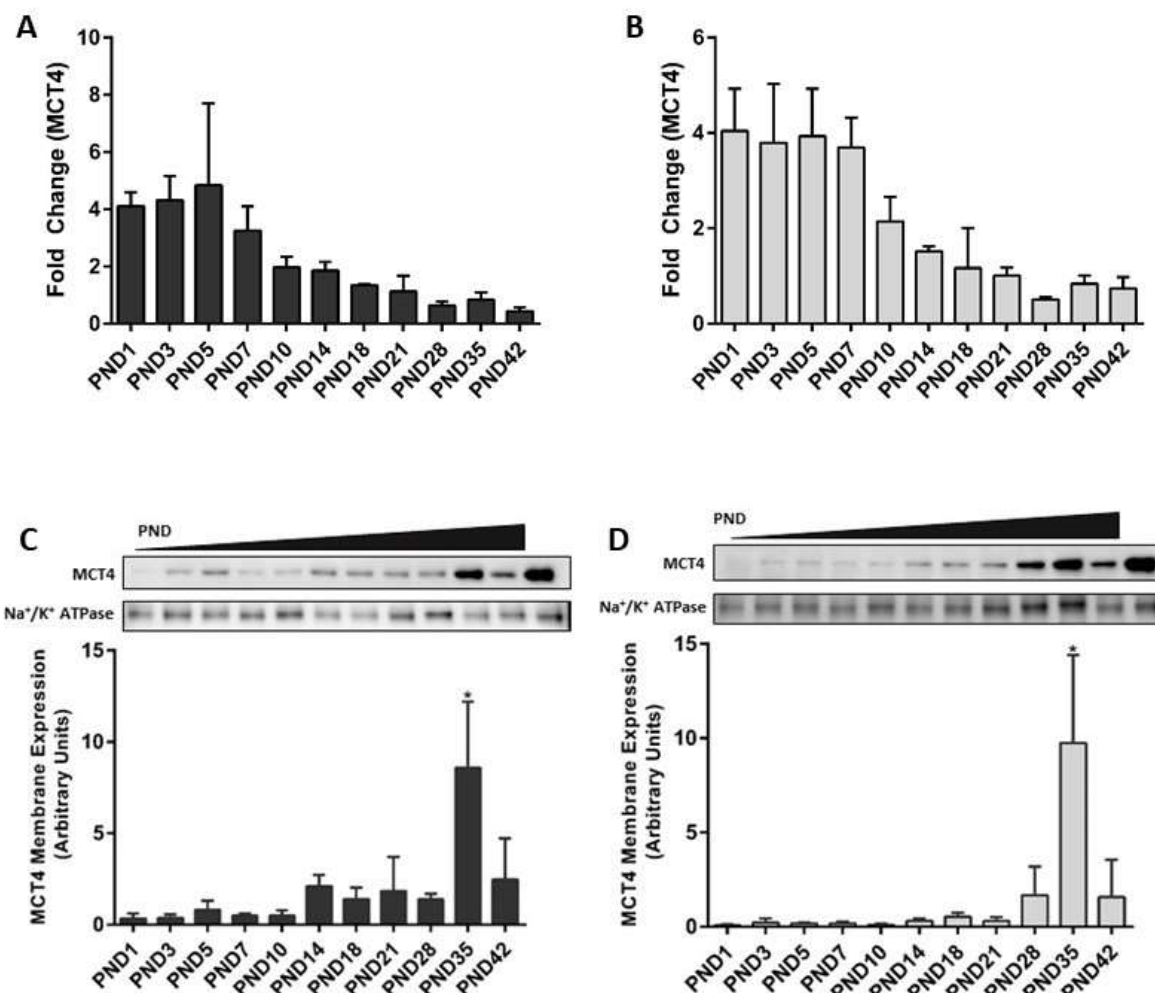 A
Fold Change (MCT4)
10
8
6
4
2
0
PND1 PND3 PND5 PND7 PND10 PND14 PND18 PND21 PND28 PND35 PND42
B
Fold Change (MCT4)
6
4
2
0
PND1 PND3 PND5 PND7 PND10 PND14 PND18 PND21 PND28 PND35 PND42
C
PND
MCT4
Na⁺/K⁺ ATPase
MCT4 Membrane Expression
(Arbitrary Units)
15
10
5
0
*
PND1 PND3 PND5 PND7 PND10 PND14 PND18 PND21 PND28 PND35 PND42
D
PND
MCT4
Na⁺/K⁺ ATPase
MCT4 Membrane Expression
(Arbitrary Units)
15
10
5
0
*
PND1 PND3 PND5 PND7 PND10 PND14 PND18 PND21 PND28 PND35 PND42